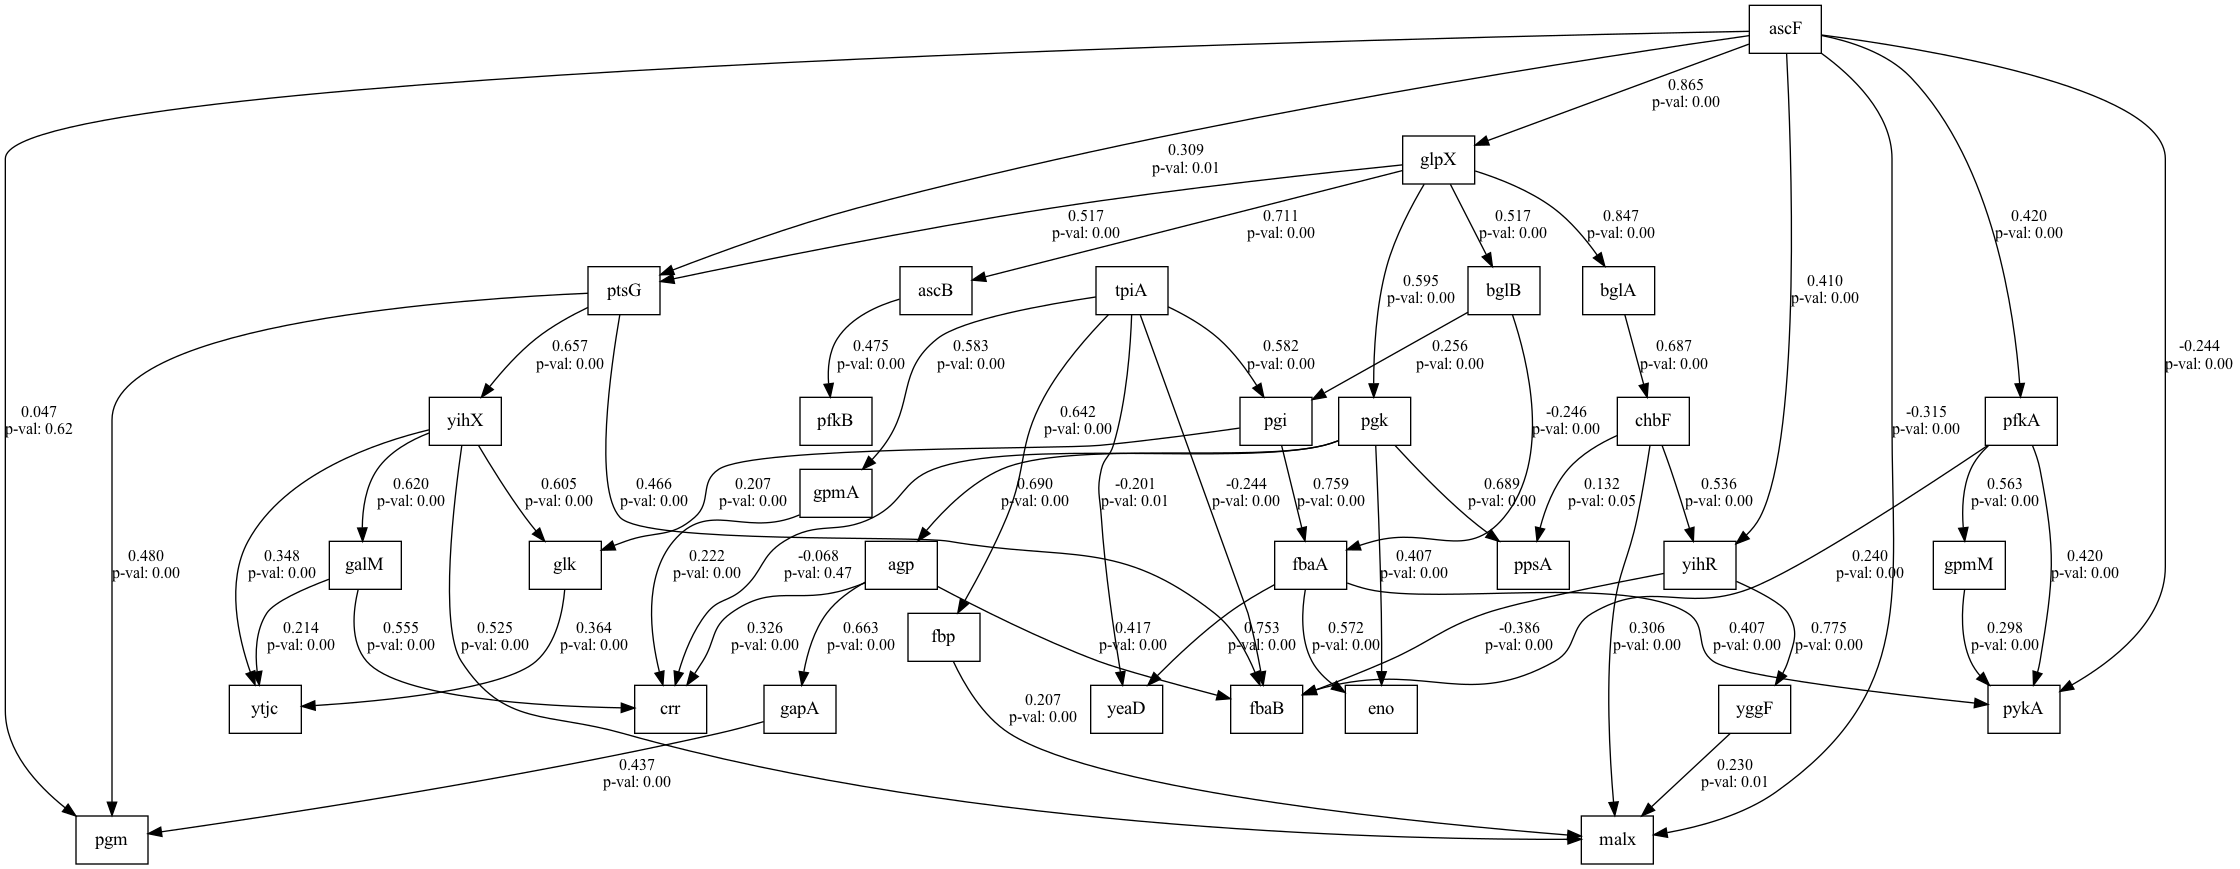 ascF
0.865
p-val: 0.00
0.309
p-val: 0.01
glpX
0.517
p-val: 0.00
0.711
p-val: 0.00
0.517
p-val: 0.00
0.847
p-val: 0.00
0.420
p-val: 0.00
ptsG
ascB
tpiA
0.595
p-val: 0.00
bglB
bglA
0.410
p-val: 0.00
0.657
p-val: 0.00
0.475
p-val: 0.00
0.583
p-val: 0.00
0.582
p-val: 0.00
0.256
p-val: 0.00
0.687
p-val: 0.00
-0.244
p-val: 0.00
0.047
p-val: 0.62
yihX
pfkB
0.642
p-val: 0.00
pgi
pgk
-0.246
p-val: 0.00
chbF
-0.315
p-val: 0.00
pfkA
0.620
p-val: 0.00
0.605
p-val: 0.00
0.466
p-val: 0.00
0.207
p-val: 0.00
gpmA
0.690
p-val: 0.00
-0.201
p-val: 0.01
-0.244
p-val: 0.00
0.759
p-val: 0.00
0.689
p-val: 0.00
0.132
p-val: 0.05
0.536
p-val: 0.00
0.563
p-val: 0.00
0.480
p-val: 0.00
0.348
p-val: 0.00
galM
glk
0.222
p-val: 0.00
-0.068
p-val: 0.47
agp
fbaA
0.407
p-val: 0.00
ppsA
yihR
0.240
p-val: 0.00
gpmM
0.420
p-val: 0.00
0.214
p-val: 0.00
0.555
p-val: 0.00
0.525
p-val: 0.00
0.364
p-val: 0.00
0.326
p-val: 0.00
0.663
p-val: 0.00
fbp
0.417
p-val: 0.00
0.753
p-val: 0.00
0.572
p-val: 0.00
-0.386
p-val: 0.00
0.306
p-val: 0.00
0.407
p-val: 0.00
0.775
p-val: 0.00
0.298
p-val: 0.00
ytjc
crr
gapA
0.207
p-val: 0.00
yeaD
fbaB
eno
yggF
pykA
0.437
p-val: 0.00
0.230
p-val: 0.01
pgm
malx